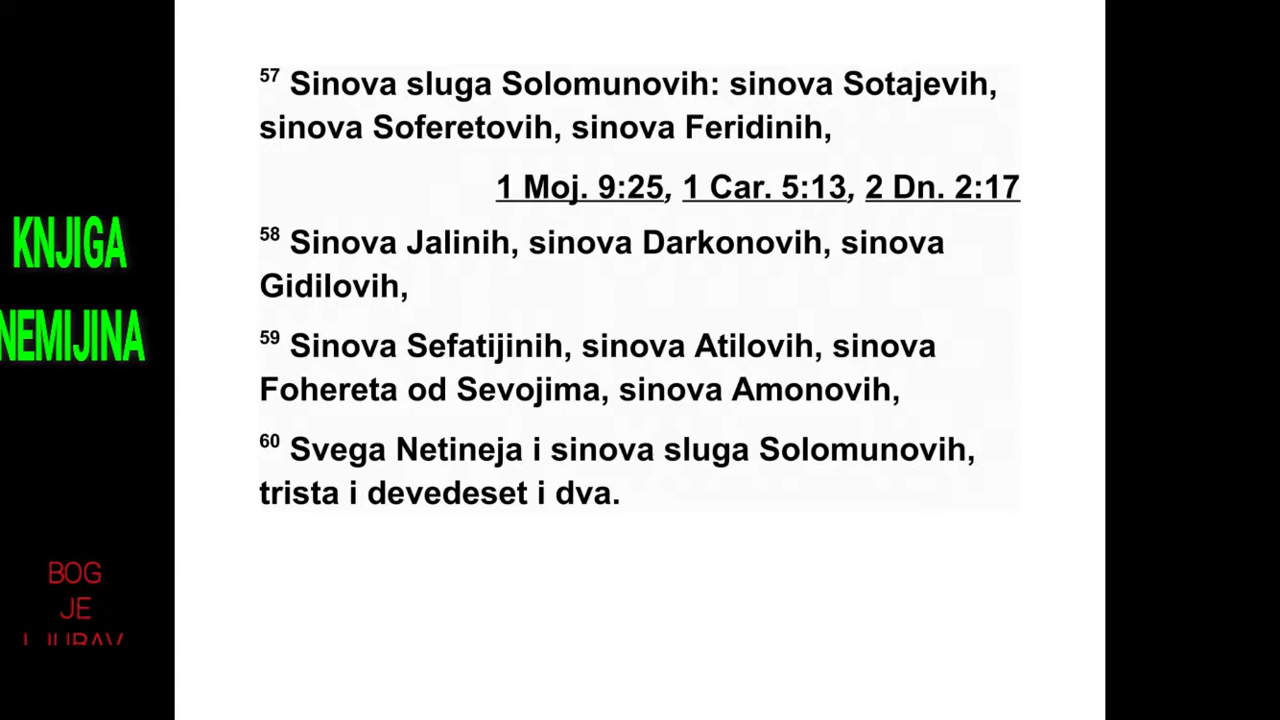 57 Sinova sluga Solomunovih: sinova Sotajevih,
sinova Soferetovih, sinova Feridinih,
1 Moj. 9:25, 1 Car. 5:13, 2 Dn. 2:17
58 Sinova Jalinih, sinova Darkonovih, sinova
Gidilovih,
59 Sinova Sefatijinih, sinova Atilovih, sinova
Fohereta od Sevojima, sinova Amonovih,
60 Svega Netineja i sinova sluga Solomunovih,
trista i devedeset i dva.
KNJIGA
NEMIJINA
BOG
JE
LJUBAV